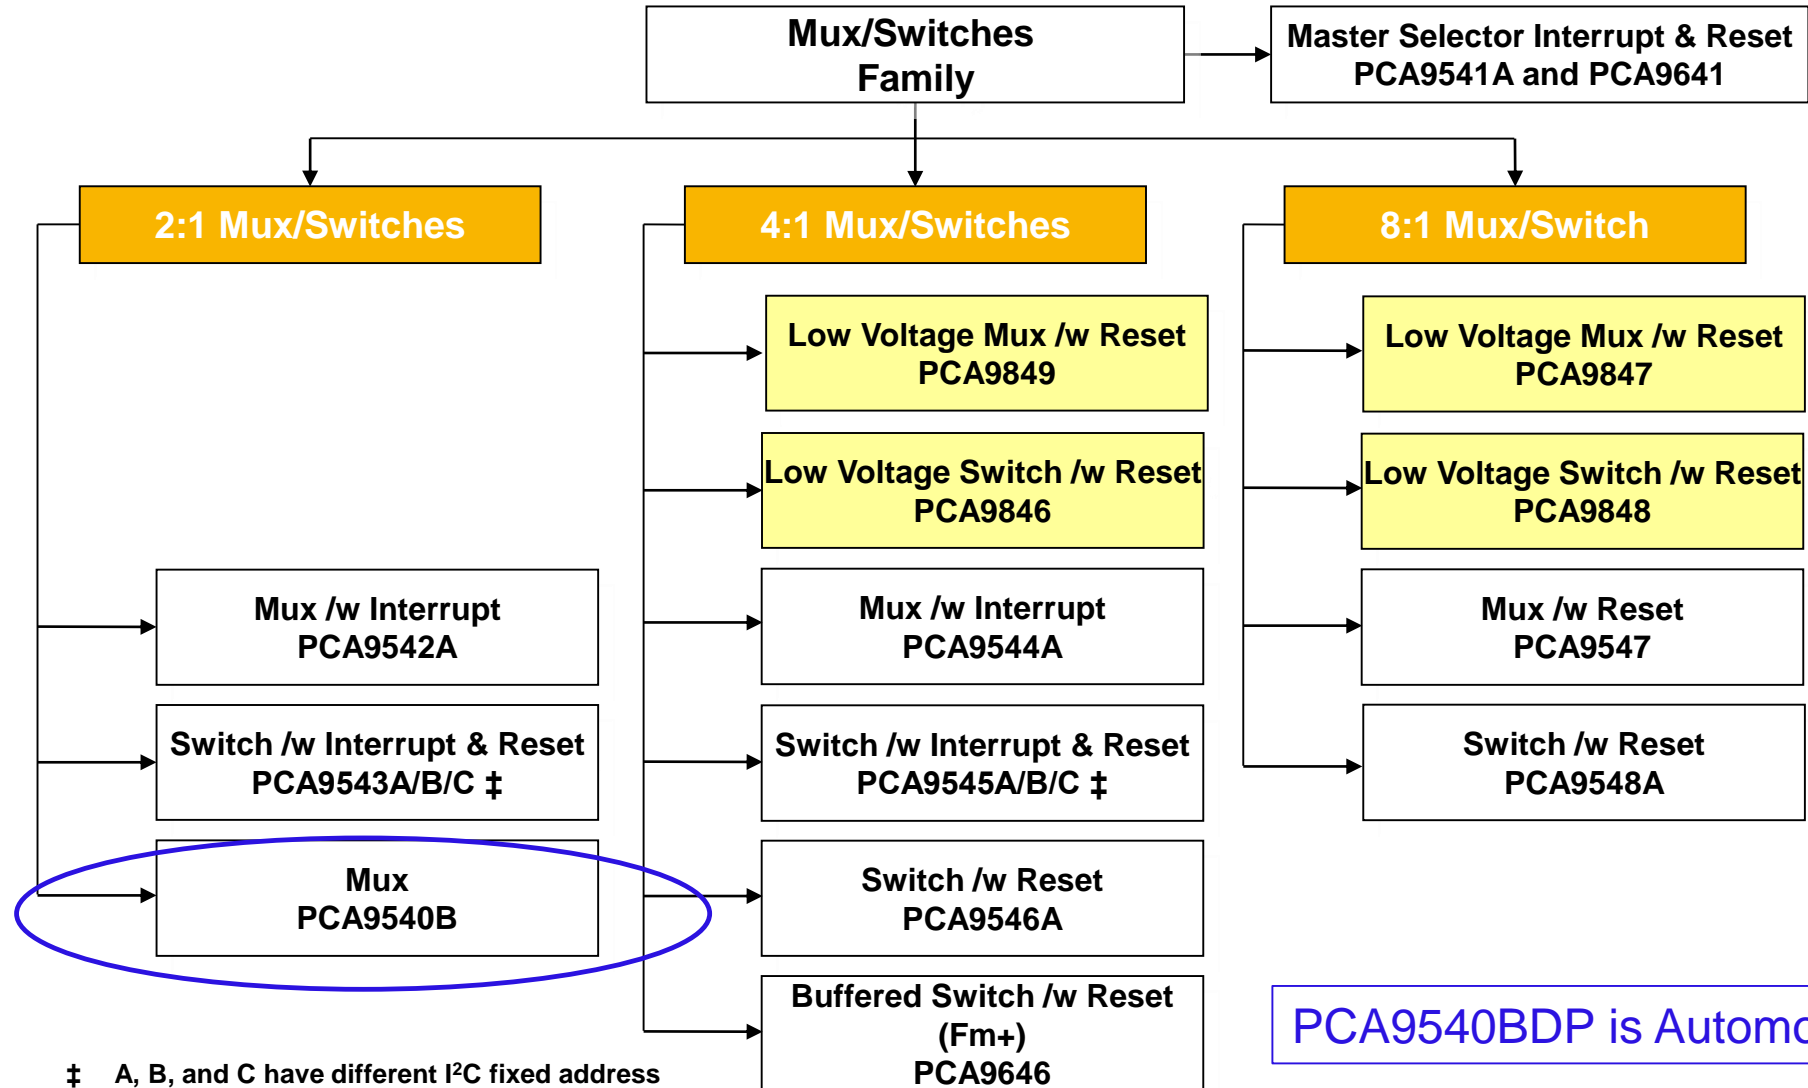 Mux/Switches
Family
Master Selector Interrupt & Reset
PCA9541A and PCA9641
2:1 Mux/Switches
4:1 Mux/Switches
8:1 Mux/Switch
Low Voltage Mux /w Reset
PCA9849
Low Voltage Mux /w Reset
PCA9847
Low Voltage Switch /w Reset
PCA9846
Low Voltage Switch /w Reset
PCA9848
Mux /w Interrupt
PCA9542A
Mux /w Interrupt
PCA9544A
Mux /w Reset
PCA9547
Switch /w Interrupt & Reset
PCA9543A/B/C ‡
Switch /w Interrupt & Reset
PCA9545A/B/C ‡
Switch /w Reset
PCA9548A
Mux
PCA9540B
Switch /w Reset
PCA9546A
Buffered Switch /w Reset
(Fm+)
PCA9646
PCA9540BDP is
‡ A, B, and C have different I²C fixed address